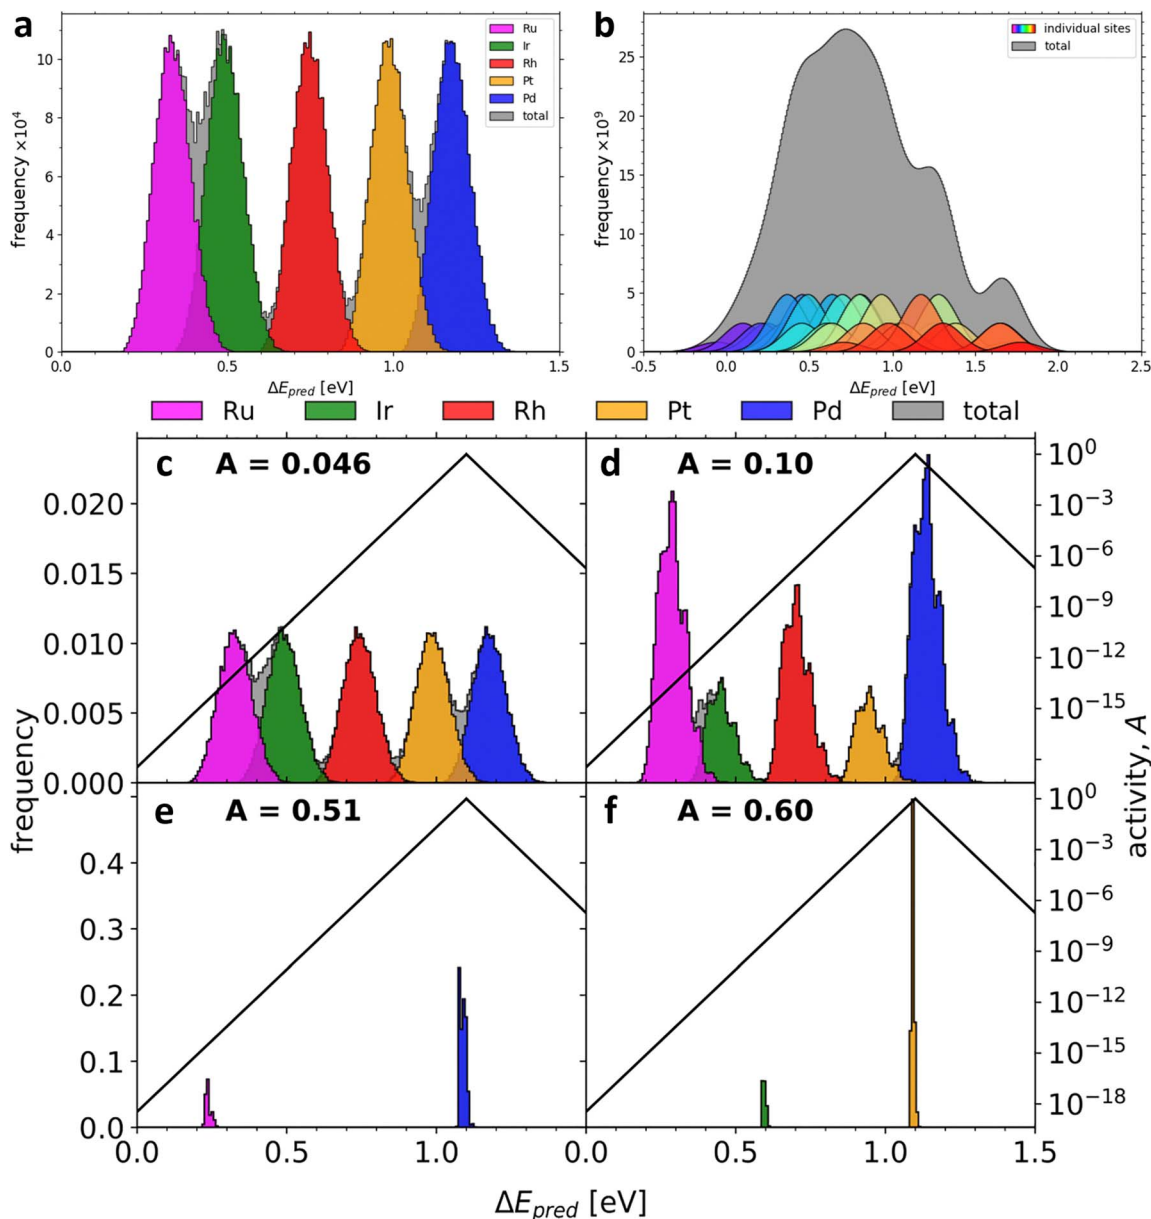 a
Ru
Ir
Rh
Pt
Pd
total
frequency ×10⁴
10
8
6
4
2
0
0.5
1.0
1.5
ΔE_pred [eV]
b
individual sites
total
frequency ×10⁹
25
20
15
10
5
0
-0.5 0.0 0.5 1.0 1.5 2.0 2.5
ΔE_pred [eV]
Ru Ir Rh Pt Pd total
c A = 0.046
d A = 0.10
0.020
0.015
0.010
0.005
0.000
10⁰
10⁻³
10⁻⁶
10⁻⁹
10⁻¹²
10⁻¹⁵
frequency
activity, A
e A = 0.51
f A = 0.60
0.4
0.3
0.2
0.1
0.0
10⁰
10⁻³
10⁻⁶
10⁻⁹
10⁻¹²
10⁻¹⁵
10⁻¹⁸
0.0 0.5 1.0 0.0 0.5 1.0 1.5
ΔE_pred [eV]